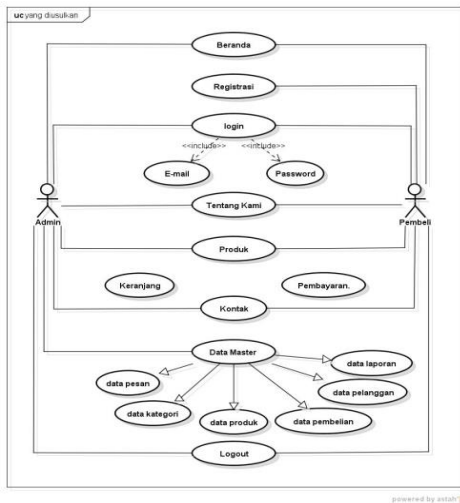 uc yang diusulkan
Beranda
Registrasi
login
<<include>>
<<include>>
E-mail
Password
Tentang Kami
Admin
Pembeli
Produk
Keranjang
Pembayaran.
Kontak
Data Master
data laporan
data pesan
data pelanggan
data kategori
data produk
data pembelian
Logout
powered by astah*